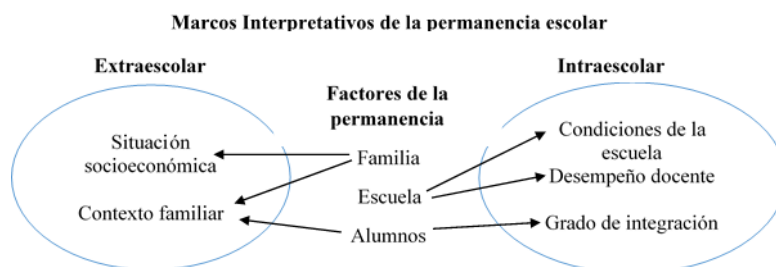 Marcos Interpretativos de la permanencia escolar
Extraescolar
Intraescolar
Factores de la
permanencia
Situación
socioeconómica
Contexto familiar
Familia
Escuela
Alumnos
Condiciones de la
escuela
Desempeño docente
Grado de integración